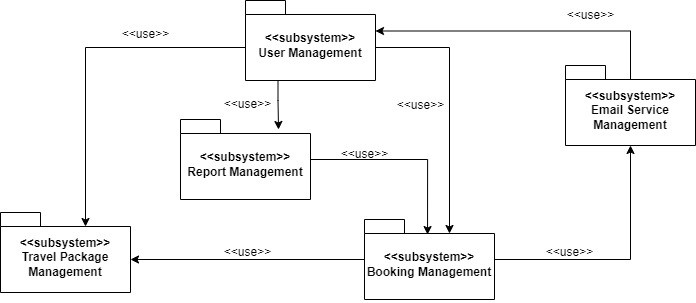 <<use>>
<<use>>
<<subsystem>>
User Management
<<subsystem>>
Email Service
Management
<<use>>
<<use>>
<<subsystem>>
Report Management
<<use>>
<<subsystem>>
Travel Package
Management
<<use>>
<<subsystem>>
Booking Management
<<use>>